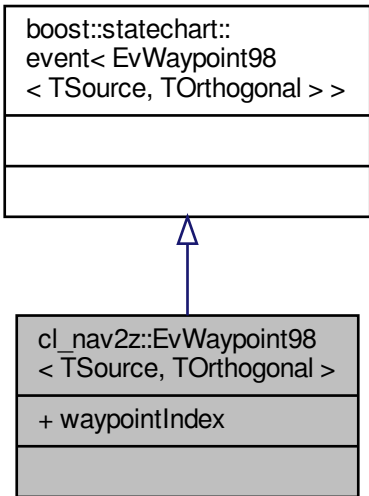 boost::statechart::
event< EvWaypoint98
< TSource, TOrthogonal > >
cl_nav2z::EvWaypoint98
< TSource, TOrthogonal >
+ waypointIndex